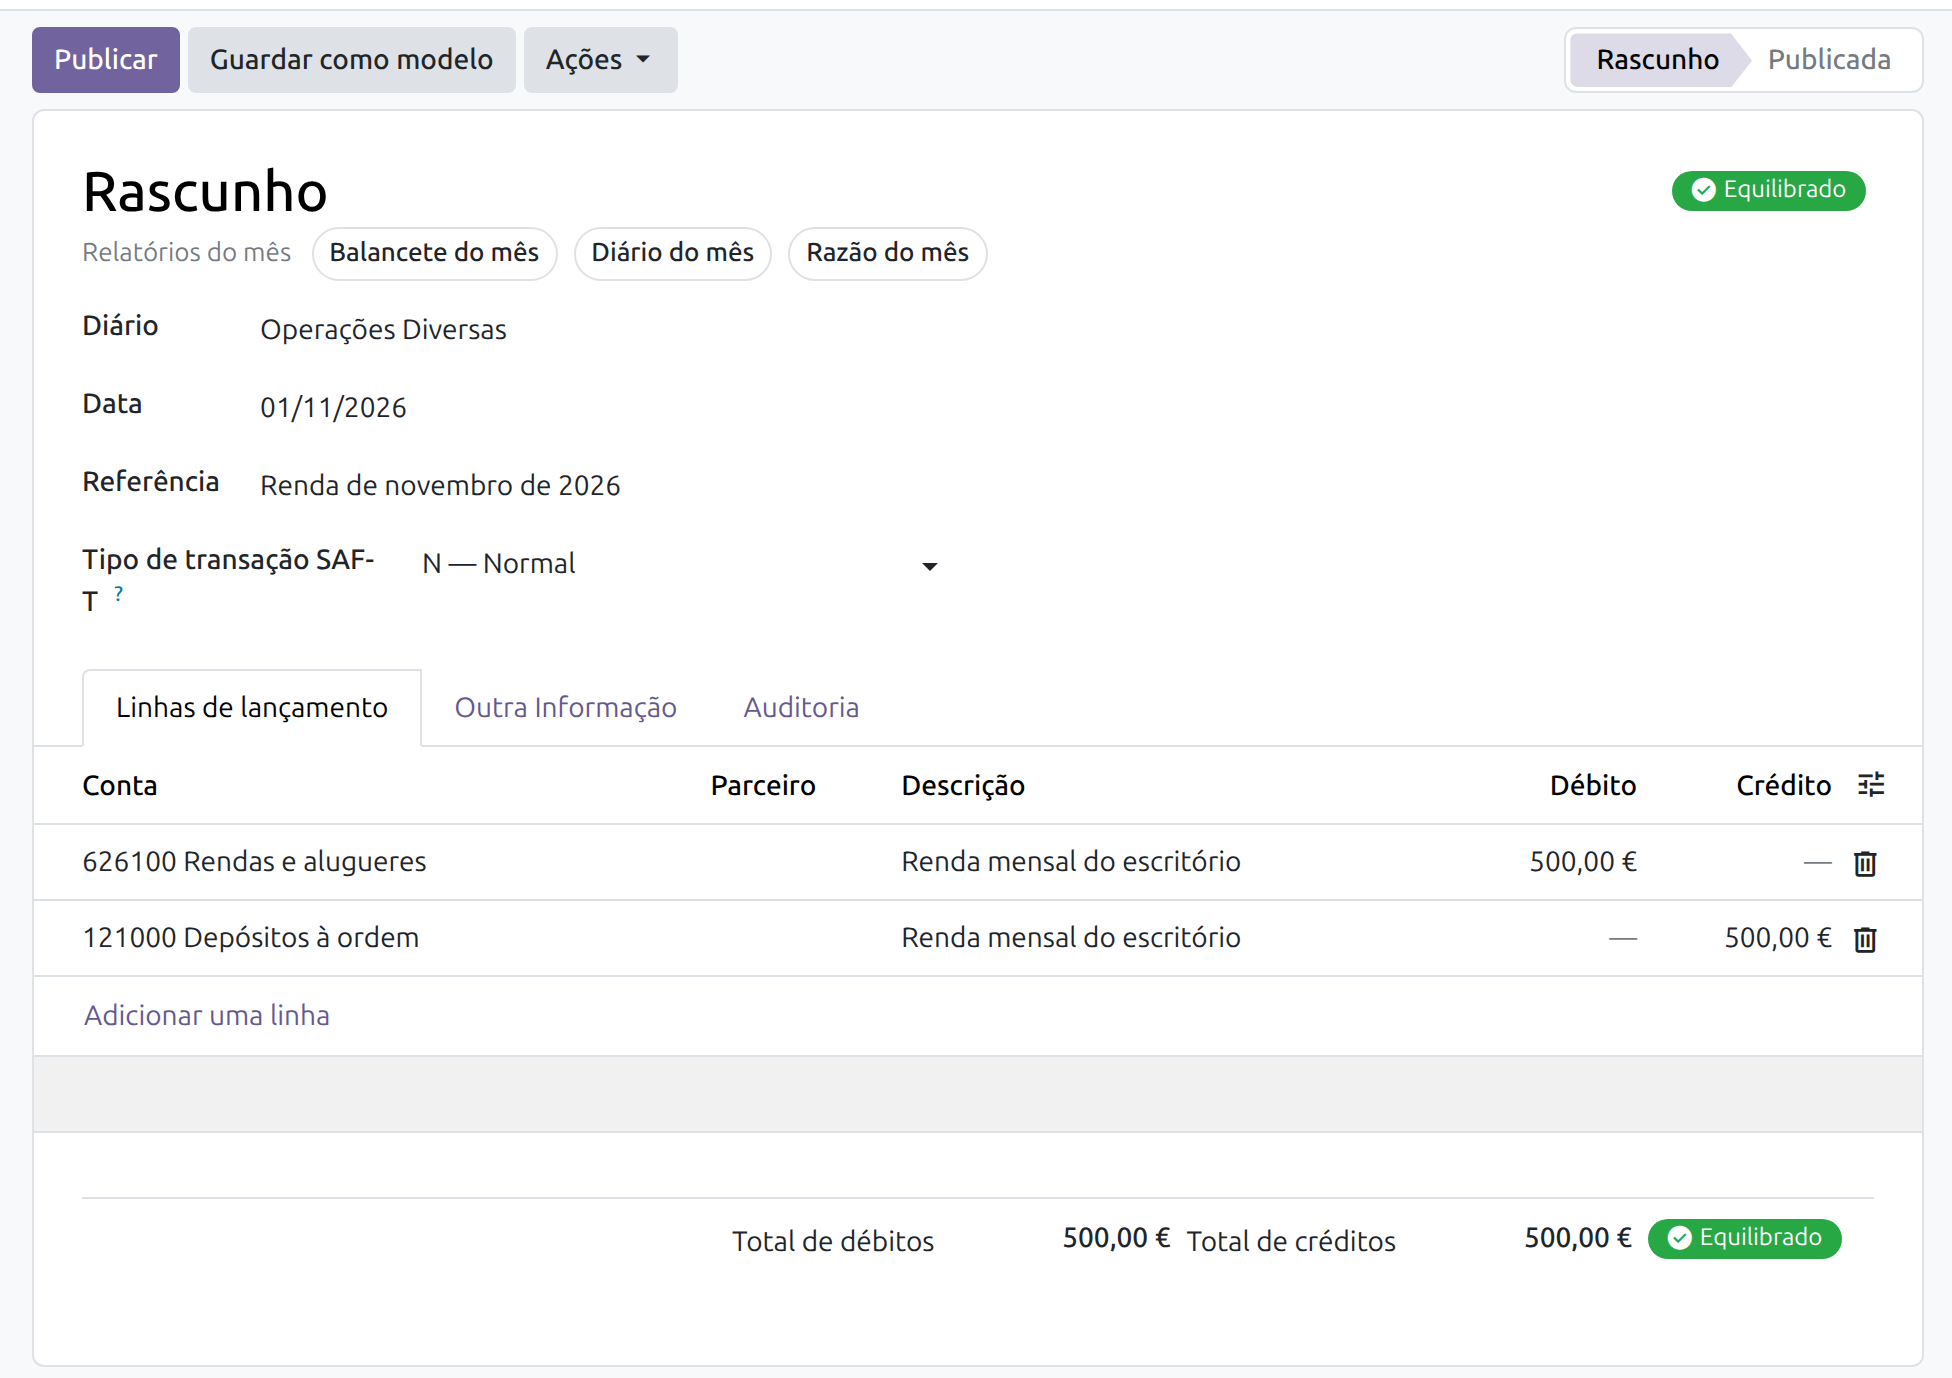 Publicar Guardar como modelo Ações Rascunho Publicada
Rascunho Equilibrado
Relatórios do mês Balancete do mês Diário do mês Razão do mês
Diário Operações Diversas
Data 01/11/2026
Referência Renda de novembro de 2026
Tipo de transação SAF- N — Normal
T ?
Linhas de lançamento Outra Informação Auditoria
Conta Parceiro Descrição Débito Crédito
626100 Rendas e alugueres Renda mensal do escritório 500,00 € —
121000 Depósitos à ordem Renda mensal do escritório — 500,00 €
Adicionar uma linha
Total de débitos 500,00 € Total de créditos 500,00 € Equilibrado